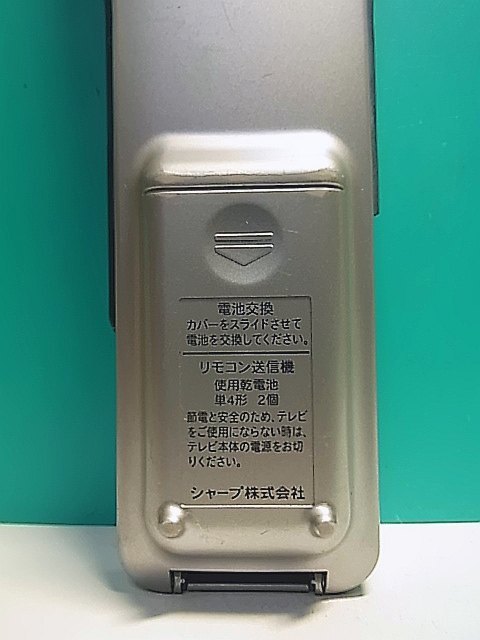 電池交換
カバーをスライドさせて
電池を交換してください。
リモコン送信機
使用乾電池
単4形 2個
節電と安全のため、テレビ
をご使用にならない時は、
テレビ本体の電源をお切
りください。
シャープ株式会社